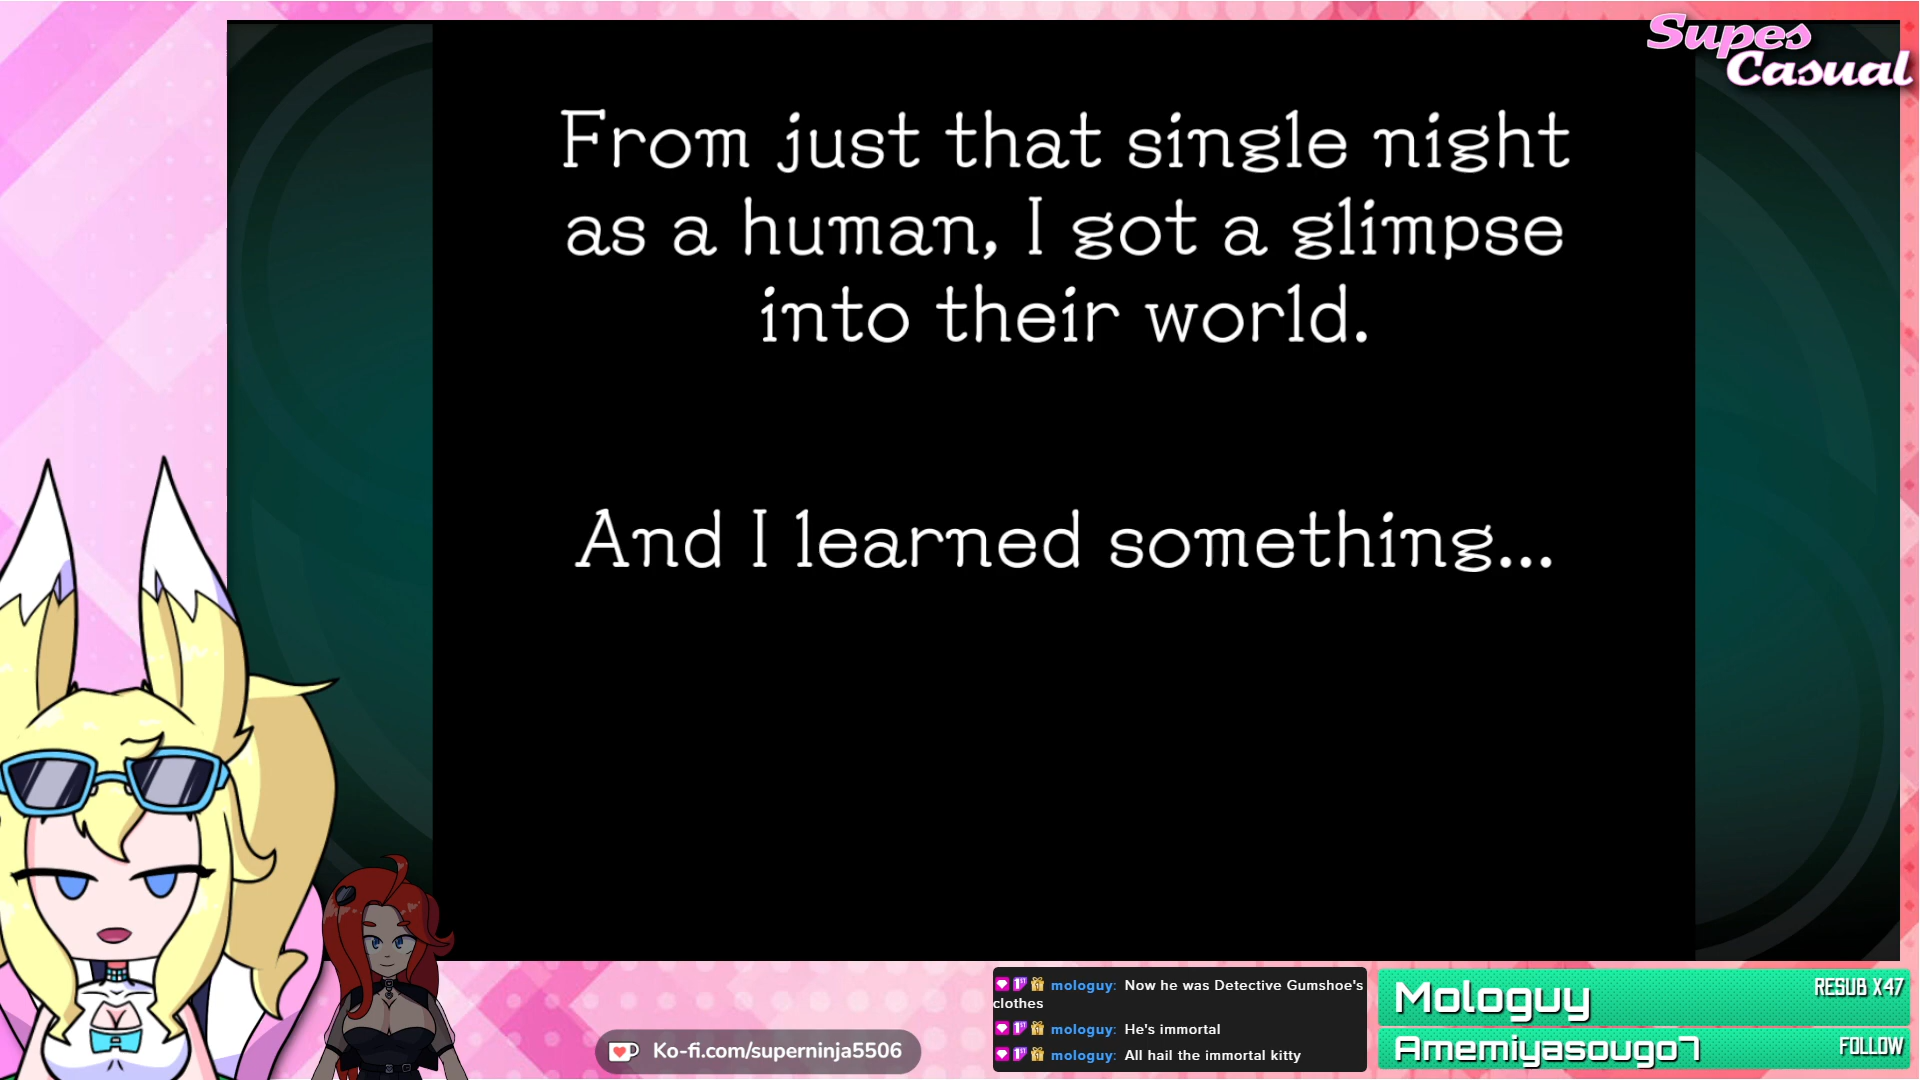 Supes
Casual
From just that single night
as a human, I got a glimpse
into their world.
And I learned something...
mologuy: Now he was Detective Gumshoe's
clothes
mologuy: He's immortal
mologuy: All hail the immortal kitty
Ko-fi.com/superninja5506
Mologuy RESUB X47
Amemiyasougo7 FOLLOW